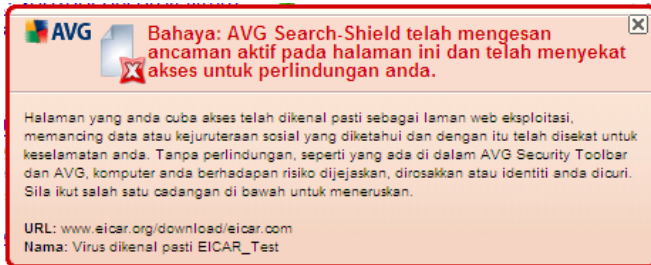 AVG
Bahaya: AVG Search-Shield telah mengesan
ancaman aktif pada halaman ini dan telah menyekat
akses untuk perlindungan anda.
Halaman yang anda cuba akses telah dikenal pasti sebagai laman web eksploitasi,
memancing data atau kejuruteraan sosial yang diketahui dan dengan itu telah disekat untuk
keselamatan anda. Tanpa perlindungan, seperti yang ada di dalam AVG Security Toolbar
dan AVG, komputer anda berhadapan risiko dijejaskan, dirosakkan atau identiti anda dicuri.
Sila ikut salah satu cadangan di bawah untuk meneruskan.
URL: www.eicar.org/download/eicar.com
Nama: Virus dikenal pasti EICAR_Test